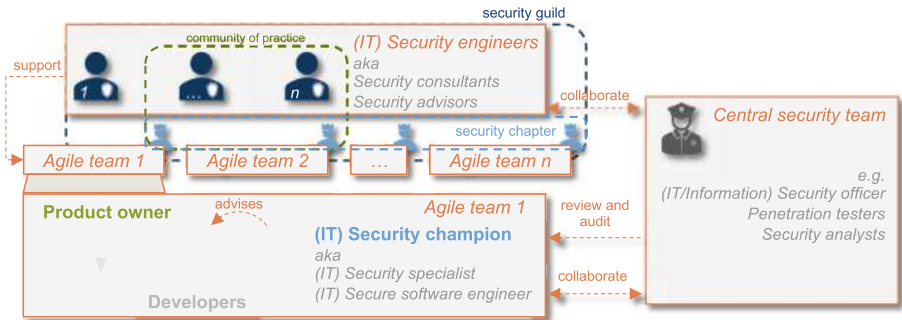 security guild
community of practice
(IT) Security engineers
aka
Security consultants
Security advisors
1
...
n
support
collaborate
security chapter
Agile team 1
Agile team 2
...
Agile team n
Central security team
e.g.
(IT/Information) Security officer
Penetration testers
Security analysts
Product owner
advises
Agile team 1
(IT) Security champion
aka
(IT) Security specialist
(IT) Secure software engineer
Developers
review and
audit
collaborate